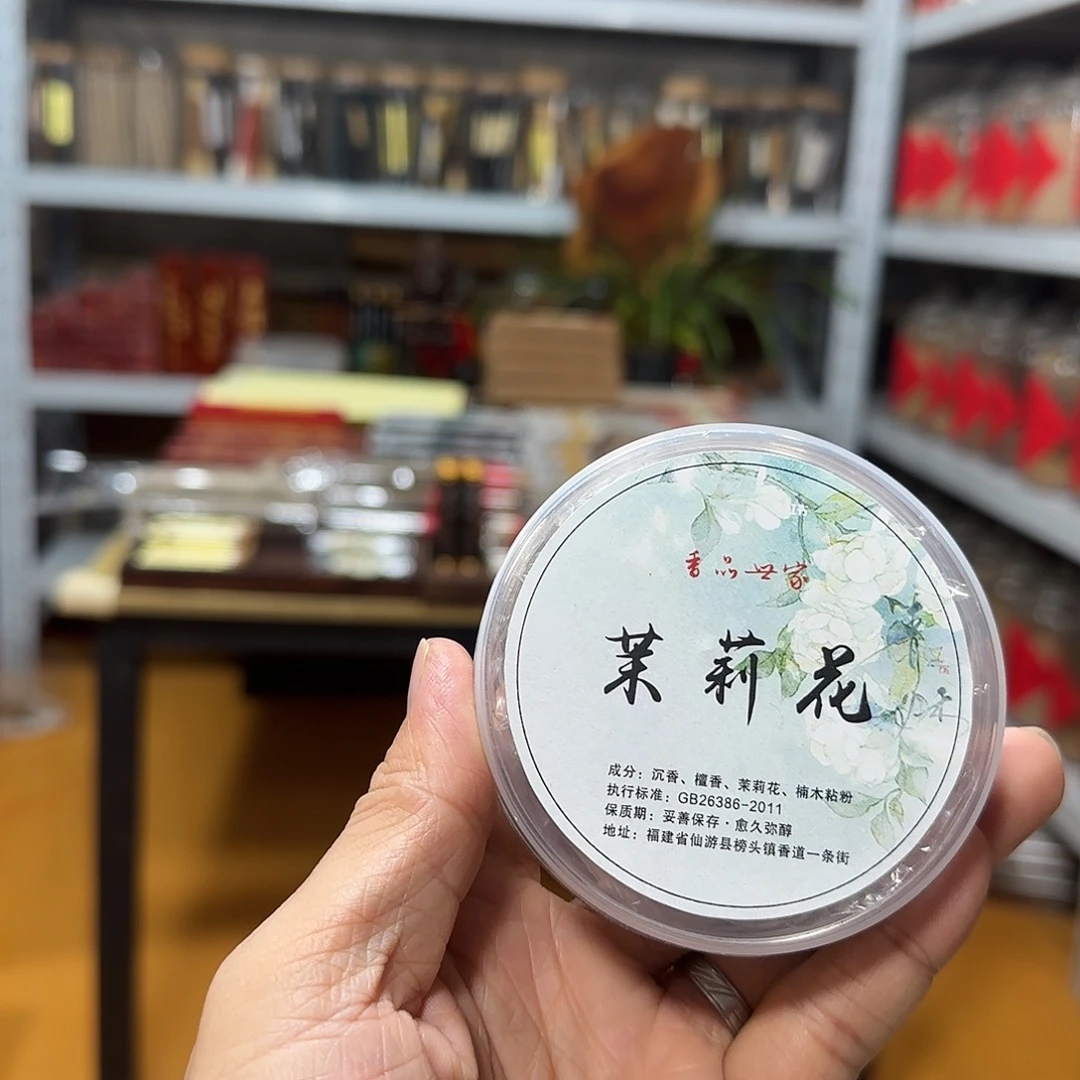 香品世家
茉莉花
成分：沉香、檀香、茉莉花、楠木粘粉
执行标准：GB26386-2011
保质期：妥善保存·愈久弥醇
地址：福建省仙游县榜头镇香道一条街